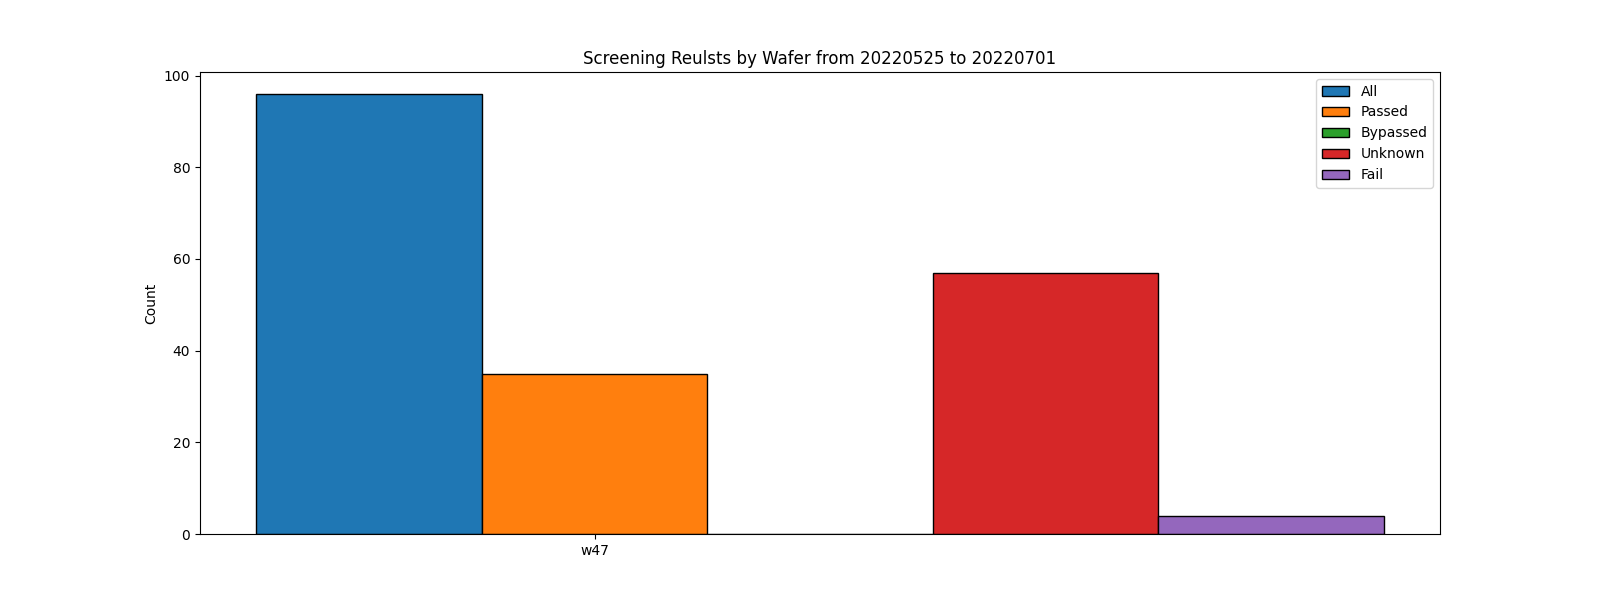 Screening Reulsts by Wafer from 20220525 to 20220701
100
80
60
40
20
0
Count
w47
All
Passed
Bypassed
Unknown
Fail